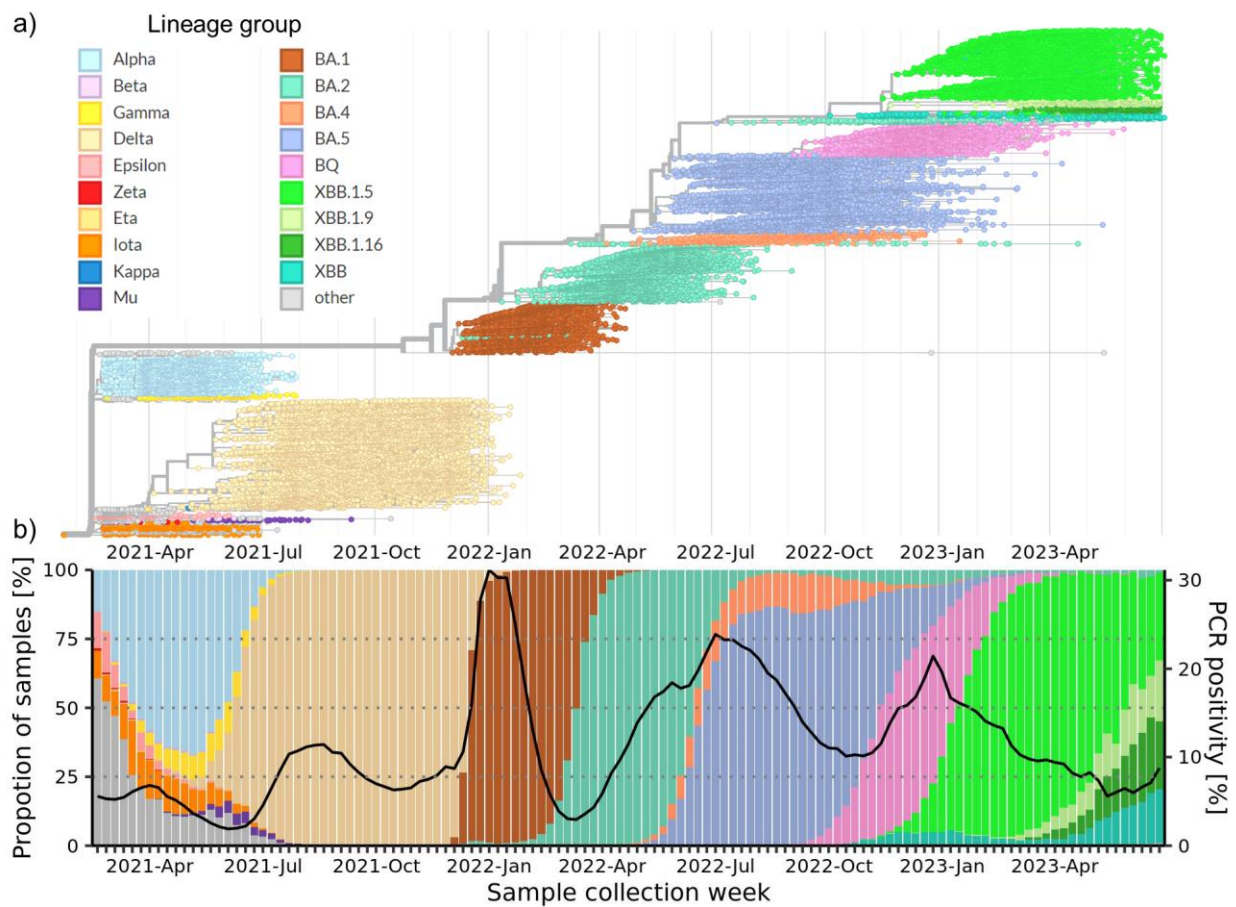 a)
Lineage group
Alpha
Beta
Gamma
Delta
Epsilon
Zeta
Eta
Iota
Kappa
Mu
BA.1
BA.2
BA.4
BA.5
BQ
XBB.1.5
XBB.1.9
XBB.1.16
XBB
other
b)
2021-Apr 2021-Jul 2021-Oct 2022-Jan 2022-Apr 2022-Jul 2022-Oct 2023-Jan 2023-Apr
Propotion of samples [%]
100
75
50
25
0
30
20
10
0
PCR positivity [%]
2021-Apr 2021-Jul 2021-Oct 2022-Jan 2022-Apr 2022-Jul 2022-Oct 2023-Jan 2023-Apr
Sample collection week